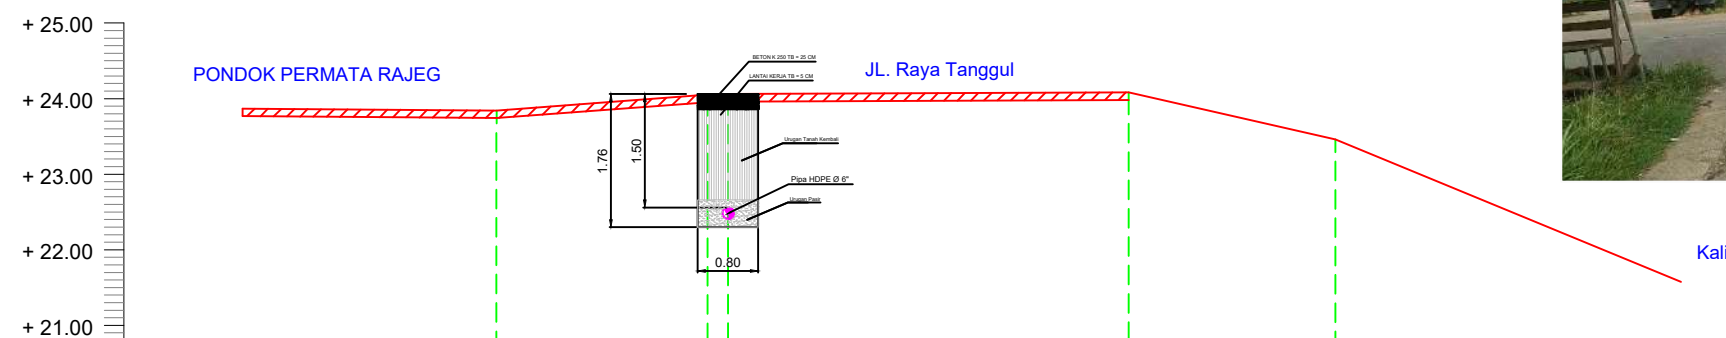 + 25.00
BETON K 250 TB = 25 CM
PONDOK PERMATA RAJEG
LANTAI KERJA TB = 5 CM
JL. Raya Tanggul
+ 24.00
Urugan Tanah Kembali
1.76
1.50
+ 23.00
Pipa HDPE Ø 6"
Urugan Pasir
+ 22.00
0.80
Kali
+ 21.00